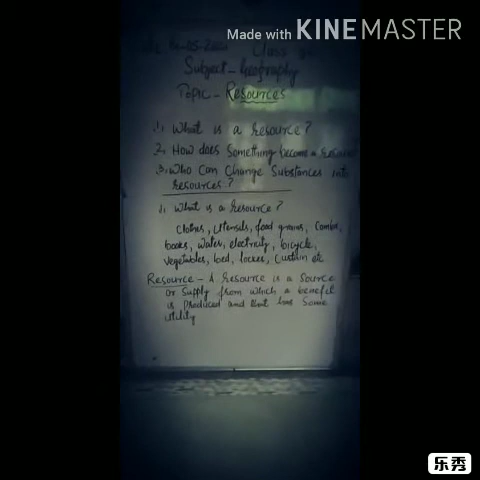 Made with KINEMASTER
Class
Subject - Geography
Topic - Resources
1. What is a resource?
2. How does Something become a resource
3. Who Can Change Substances into
resources?
1. What is a resource?
Clothes, Utensils, food grains, Combs,
books, Water, electricity, bicycle,
Vegetables, bed, locker, Curtain etc
Resource - A resource is a Source
or Supply from which a benefit
is Produced and that has Some
Utility
乐秀